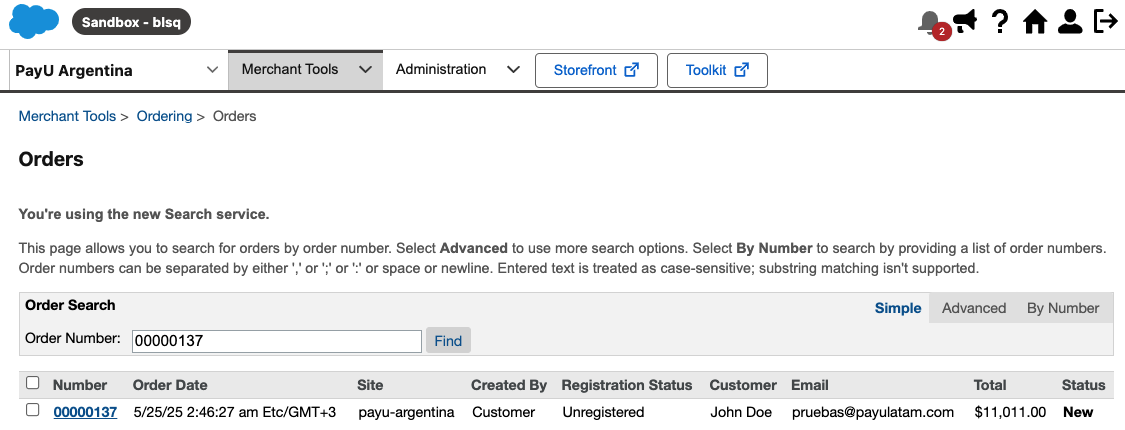 Sandbox - blsq
2
PayU Argentina Merchant Tools Administration Storefront Toolkit
Merchant Tools > Ordering > Orders
Orders
You're using the new Search service.
This page allows you to search for orders by order number. Select Advanced to use more search options. Select By Number to search by providing a list of order numbers.
Order numbers can be separated by either ',' or ';' or ':' or space or newline. Entered text is treated as case-sensitive; substring matching isn't supported.
Order Search Simple Advanced By Number
Order Number: 00000137 Find
Number Order Date Site Created By Registration Status Customer Email Total Status
00000137 5/25/25 2:46:27 am Etc/GMT+3 payu-argentina Customer Unregistered John Doe pruebas@payulatam.com $11,011.00 New